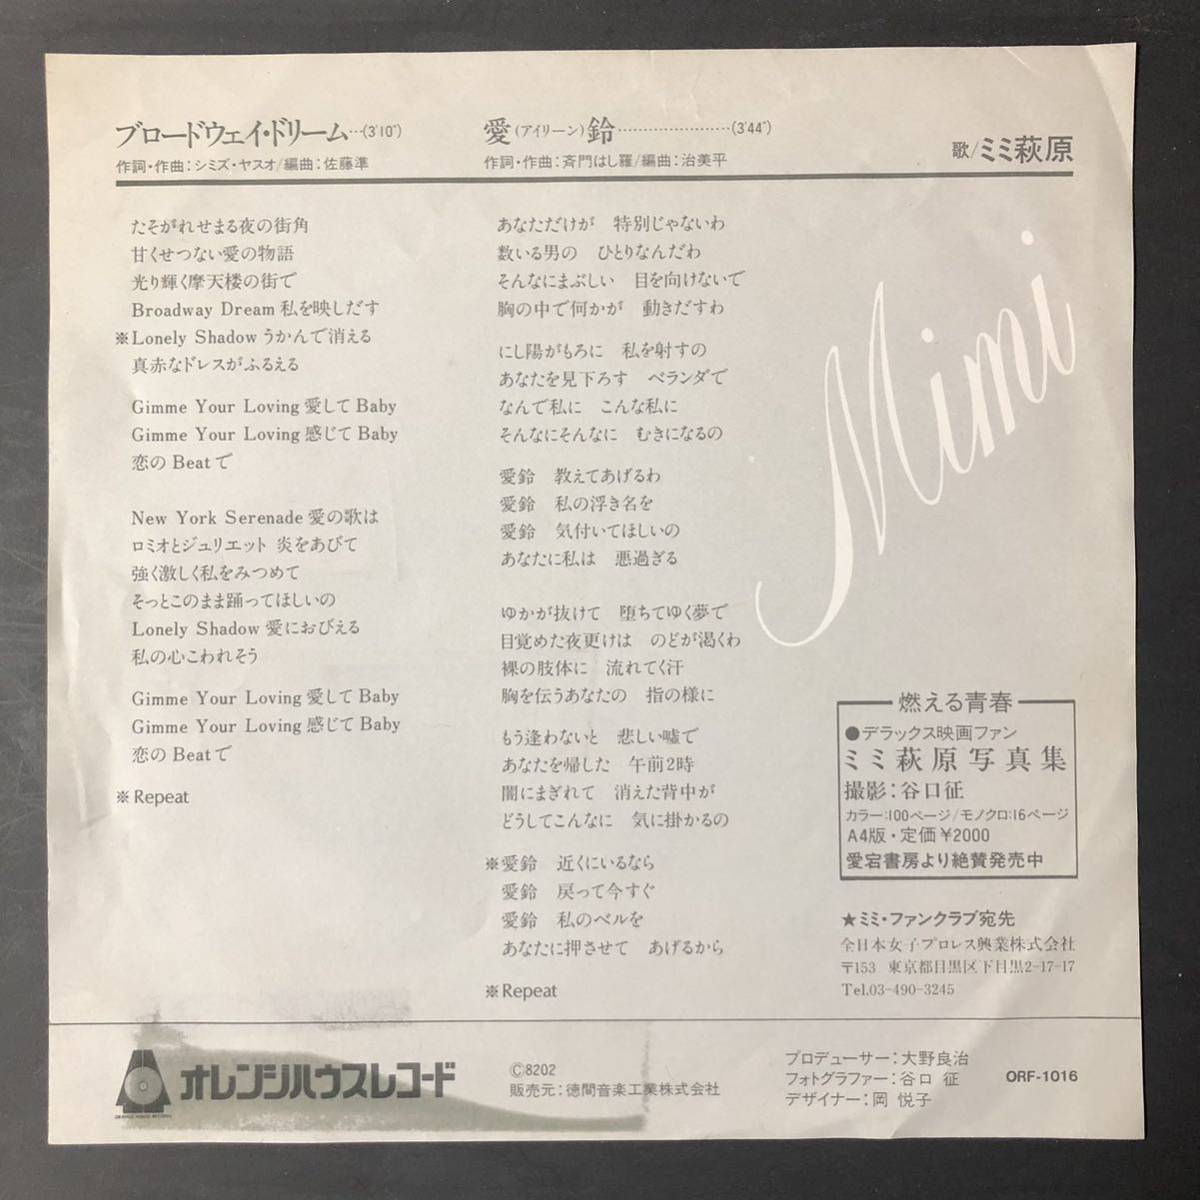 ブロードウェイ・ドリーム…(3'10")
作詞・作曲：シミズ・ヤスオ/編曲：佐藤準
たそがれせまる夜の街角
甘くせつない愛の物語
光り輝く摩天楼の街で
Broadway Dream 私を映しだす
※Lonely Shadow うかんで消える
真赤なドレスがふるえる
Gimme Your Loving 愛して Baby
Gimme Your Loving 感じて Baby
恋の Beat で
New York Serenade 愛の歌は
ロミオとジュリエット 炎をあびて
強く激しく私をみつめて
そっとこのまま踊ってほしいの
Lonely Shadow 愛におびえる
私の心こわれそう
Gimme Your Loving 愛して Baby
Gimme Your Loving 感じて Baby
恋の Beat で
※Repeat
愛(アイリーン)鈴…………………(3'44")
作詞・作曲：斉門はし羅/編曲：治美平
あなただけが　特別じゃないわ
数いる男の　ひとりなんだわ
そんなにまぶしい　目を向けないで
胸の中で何かが　動きだすわ
にし陽がもろに　私を射すの
あなたを見下ろす　ベランダで
なんで私に　こんな私に
そんなにそんなに　むきになるの
愛鈴　教えてあげるわ
愛鈴　私の浮き名を
愛鈴　気付いてほしいの
あなたに私は　悪過ぎる
ゆかが抜けて　堕ちてゆく夢で
目覚めた夜更けは　のどが渇くわ
裸の肢体に　流れてく汗
胸を伝うあなたの　指の様に
もう逢わないと　悲しい嘘で
あなたを帰した　午前2時
闇にまぎれて　消えた背中が
どうしてこんなに　気に掛かるの
※愛鈴　近くにいるなら
愛鈴　戻って今すぐ
愛鈴　私のベルを
あなたに押させて　あげるから
※Repeat
歌/ミミ萩原
Mimi
燃える青春
●デラックス映画ファン
ミミ萩原写真集
撮影：谷口征
カラー：100ページ/モノクロ：16ページ
A4版・定価¥2000
愛宕書房より絶賛発売中
★ミミ・ファンクラブ宛先
全日本女子プロレス興業株式会社
〒153　東京都目黒区下目黒2-17-17
Tel.03-490-3245
オレンジハウスレコード
Ⓒ8202
販売元：徳間音楽工業株式会社
プロデューサー：大野良治
フォトグラファー：谷口 征
デザイナー：岡 悦子
ORF-1016